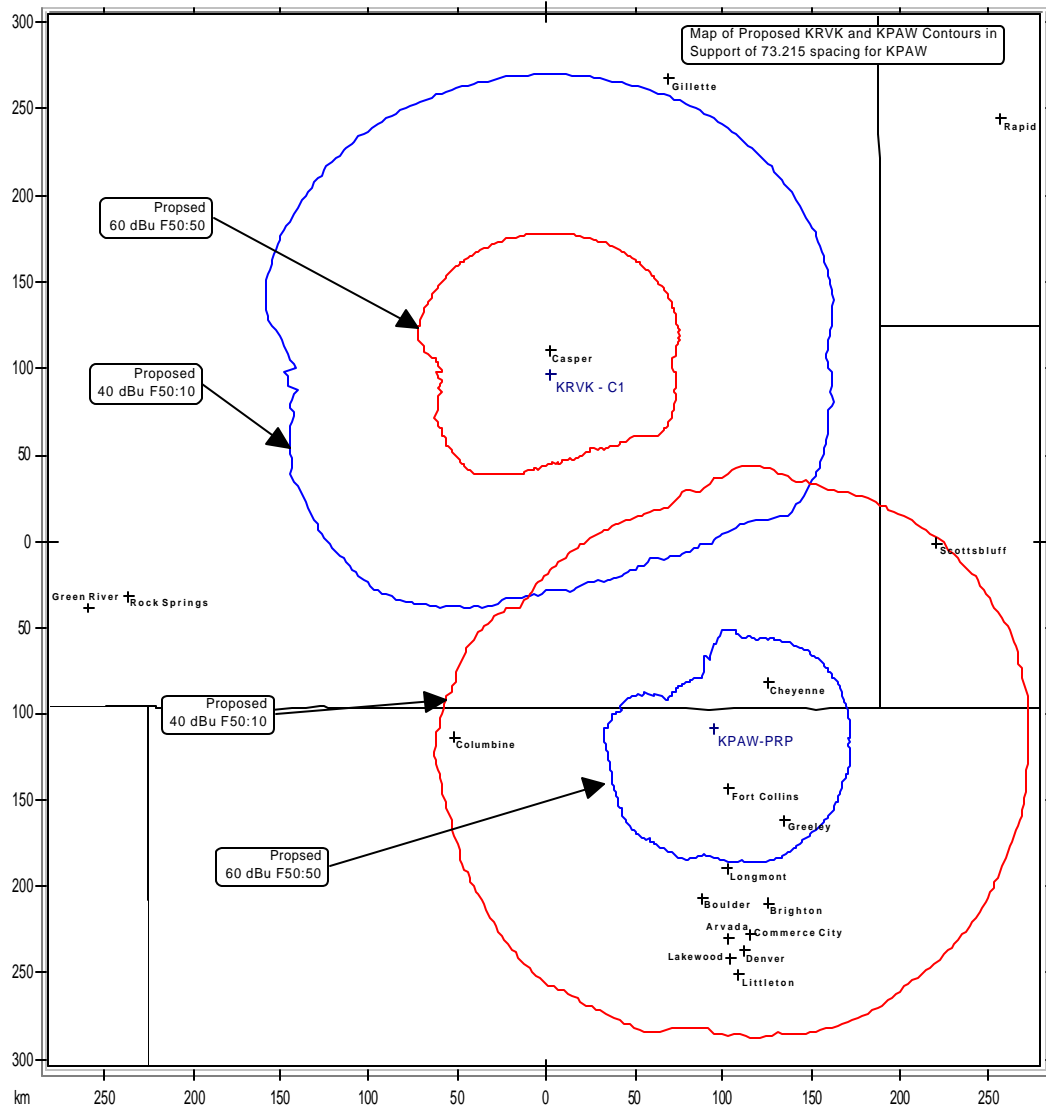 300
Map of Proposed KRVK and KPAW Contours in
Support of 73.215 spacing for KPAW
Gillette
250
Rapid
200
Propsed
60 dBu F50:50
150
Casper
100
KRVK - C1
Proposed
40 dBu F50:10
50
0
Scottsbluff
Green River
Rock Springs
50
Cheyenne
100
Proposed
40 dBu F50:10
KPAW-PRP
Columbine
150
Fort Collins
Greeley
Propsed
60 dBu F50:50
Longmont
200
Boulder
Brighton
Arvada
Commerce City
Lakewood
Denver
250
Littleton
300
km
250
200
150
100
50
0
50
100
150
200
250